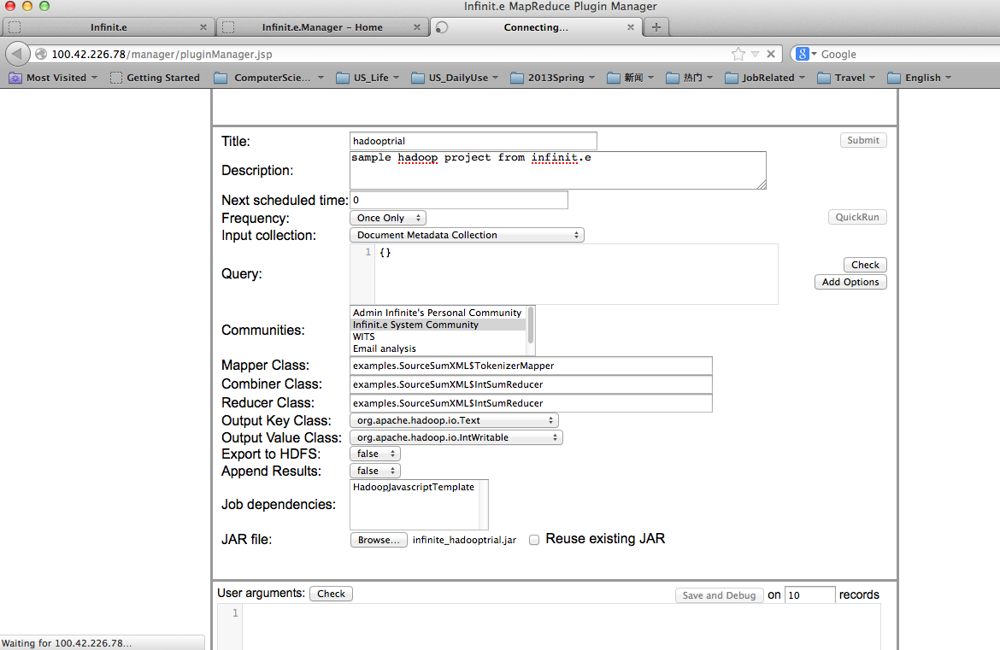 Infinit.e MapReduce Plugin Manager
Infinit.e Infinit.e.Manager - Home Connecting...
100.42.226.78/manager/pluginManager.jsp Google
Most Visited Getting Started ComputerScie... US_Life US_DailyUse 2013Spring 新闻 热门 JobRelated Travel English
Title: hadooptrial Submit
Description: sample hadoop project from infinit.e
Next scheduled time: 0
Frequency: Once Only QuickRun
Input collection: Document Metadata Collection
Query: 1 {} Check
Add Options
Communities: Admin Infinite's Personal Community
Infinit.e System Community
WITS
Email analysis
Mapper Class: examples.SourceSumXML$TokenizerMapper
Combiner Class: examples.SourceSumXML$IntSumReducer
Reducer Class: examples.SourceSumXML$IntSumReducer
Output Key Class: org.apache.hadoop.io.Text
Output Value Class: org.apache.hadoop.io.IntWritable
Export to HDFS: false
Append Results: false
Job dependencies: HadoopJavascriptTemplate
JAR file: Browse... infinite_hadooptrial.jar Reuse existing JAR
User arguments: Check Save and Debug on 10 records
1
Waiting for 100.42.226.78...